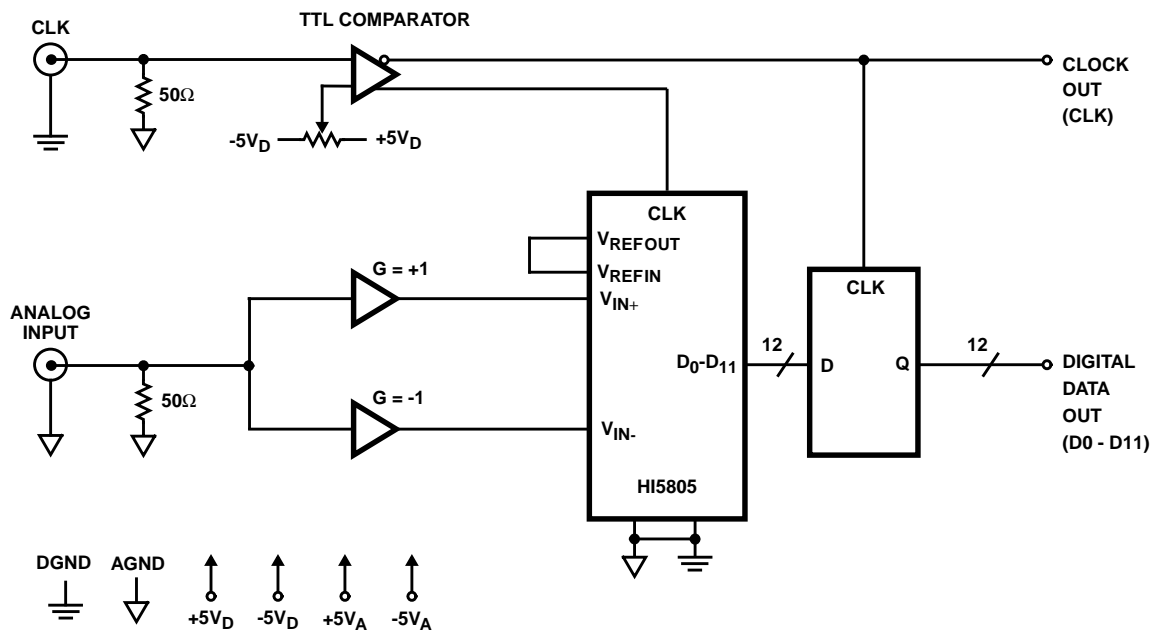 TTL COMPARATOR
CLK
50Ω
-5VD
+5VD
CLOCK
OUT
(CLK)
CLK
VREFOUT
VREFIN
VIN+
G = +1
ANALOG
INPUT
50Ω
G = -1
VIN-
D0-D11
HI5805
12
CLK
D
Q
12
DIGITAL
DATA
OUT
(D0 - D11)
DGND
AGND
+5VD
-5VD
+5VA
-5VA